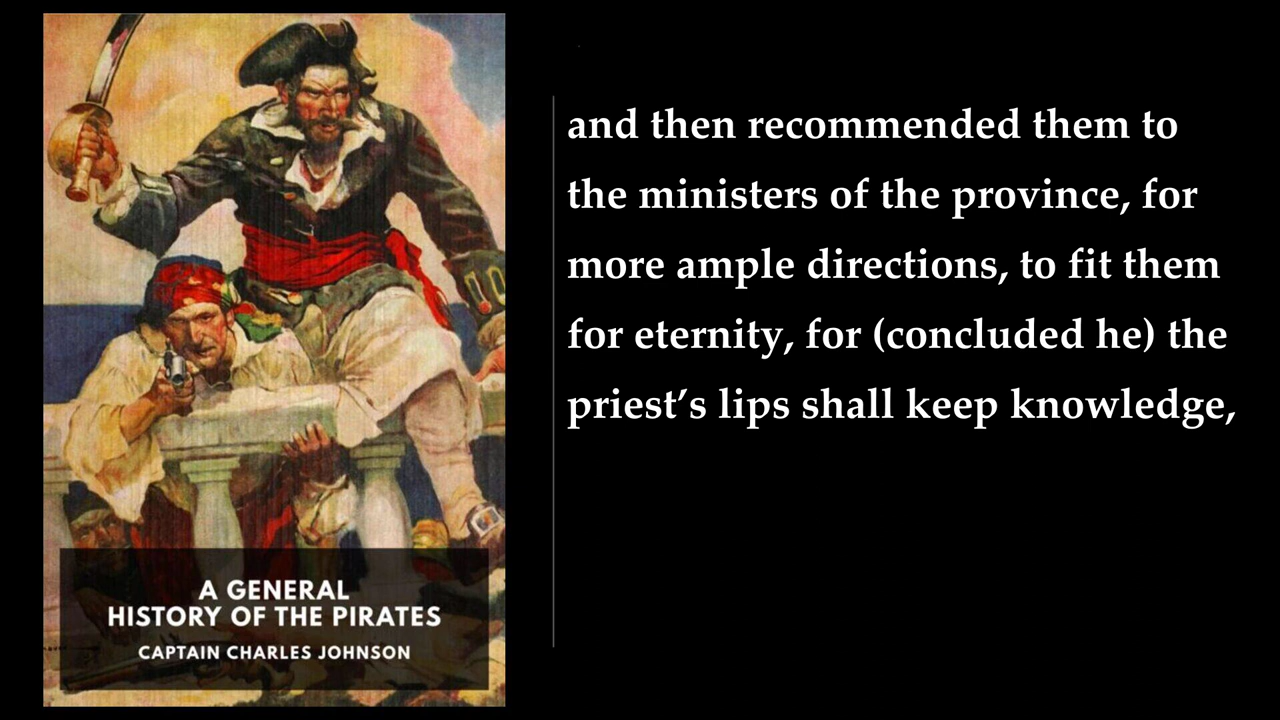 and then recommended them to
the ministers of the province, for
more ample directions, to fit them
for eternity, for (concluded he) the
priest’s lips shall keep knowledge,
A GENERAL
HISTORY OF THE PIRATES
CAPTAIN CHARLES JOHNSON